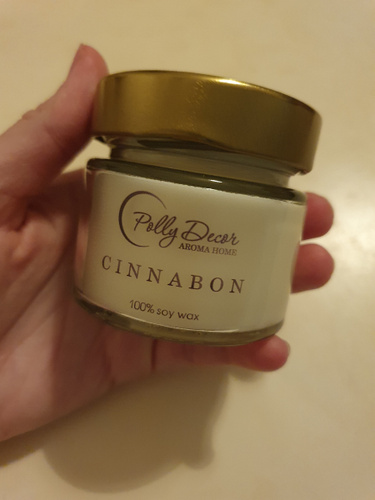 Polly Decor
AROMA HOME
CINNABON
100% soy wax